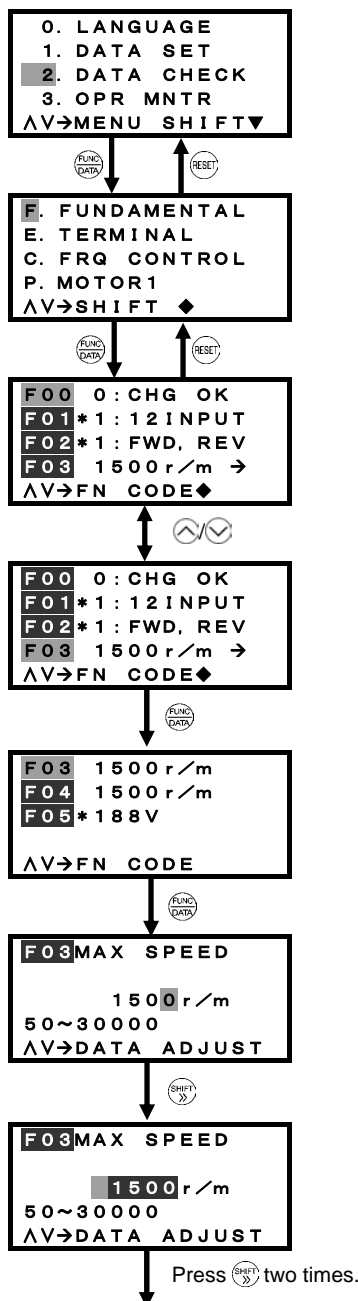 0. LANGUAGE
1. DATA SET
2. DATA CHECK
3. OPR MNTR
∧∨→MENU SHIFT▼
FUNC
DATA
RESET
F. FUNDAMENTAL
E. TERMINAL
C. FRQ CONTROL
P. MOTOR1
∧∨→SHIFT ◆
FUNC
DATA
RESET
F00 0:CHG OK
F01*1:12INPUT
F02*1:FWD, REV
F03 1500r/m →
∧∨→FN CODE◆
∧/∨
F00 0:CHG OK
F01*1:12INPUT
F02*1:FWD, REV
F03 1500r/m →
∧∨→FN CODE◆
FUNC
DATA
F03 1500r/m
F04 1500r/m
F05*188V
∧∨→FN CODE
FUNC
DATA
F03MAX SPEED
1500r/m
50~30000
∧∨→DATA ADJUST
SHIFT
»
F03MAX SPEED
1500r/m
50~30000
∧∨→DATA ADJUST
Press SHIFT » two times.